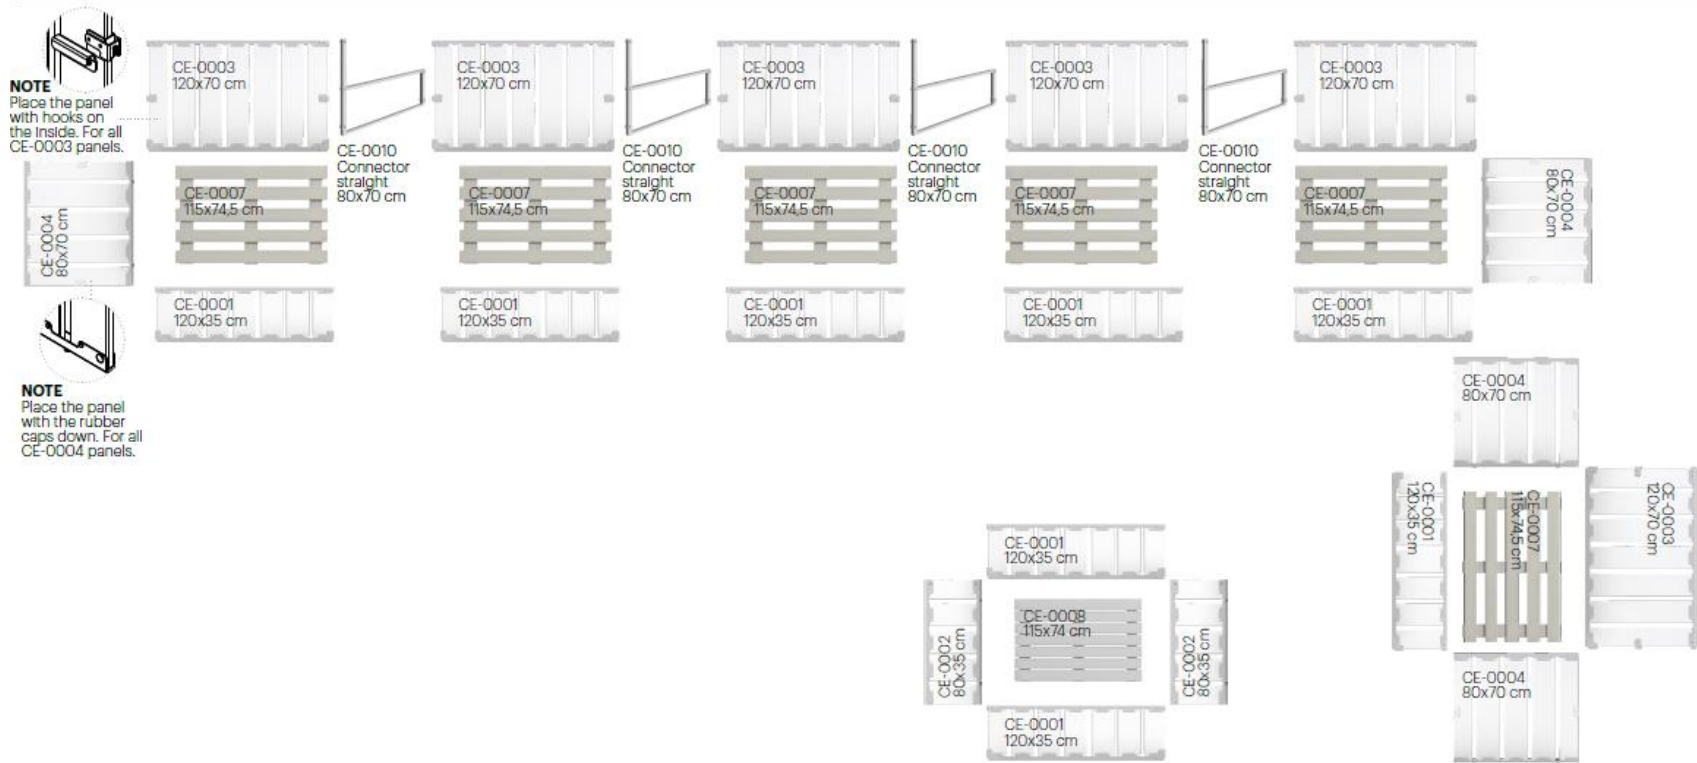 NOTE
Place the panel
with hooks on
the inside. For all
CE-0003 panels.
CE-0003
120x70 cm
CE-0003
120x70 cm
CE-0003
120x70 cm
CE-0003
120x70 cm
CE-0003
120x70 cm
CE-0010
Connector
straight
80x70 cm
CE-0010
Connector
straight
80x70 cm
CE-0010
Connector
straight
80x70 cm
CE-0010
Connector
straight
80x70 cm
CE-0004
80x70 cm
CE-0007
115x74,5 cm
CE-0007
115x74,5 cm
CE-0007
115x74,5 cm
CE-0007
115x74,5 cm
CE-0007
115x74,5 cm
CE-0004
80x70 cm
CE-0001
120x35 cm
CE-0001
120x35 cm
CE-0001
120x35 cm
CE-0001
120x35 cm
CE-0001
120x35 cm
NOTE
Place the panel
with the rubber
caps down. For all
CE-0004 panels.
CE-0004
80x70 cm
CE-0001
120x35 cm
CE-0007
115x74,5 cm
CE-0003
120x70 cm
CE-0004
80x70 cm
CE-0001
120x35 cm
CE-0002
80x35 cm
CE-0008
115x74 cm
CE-0002
80x35 cm
CE-0001
120x35 cm